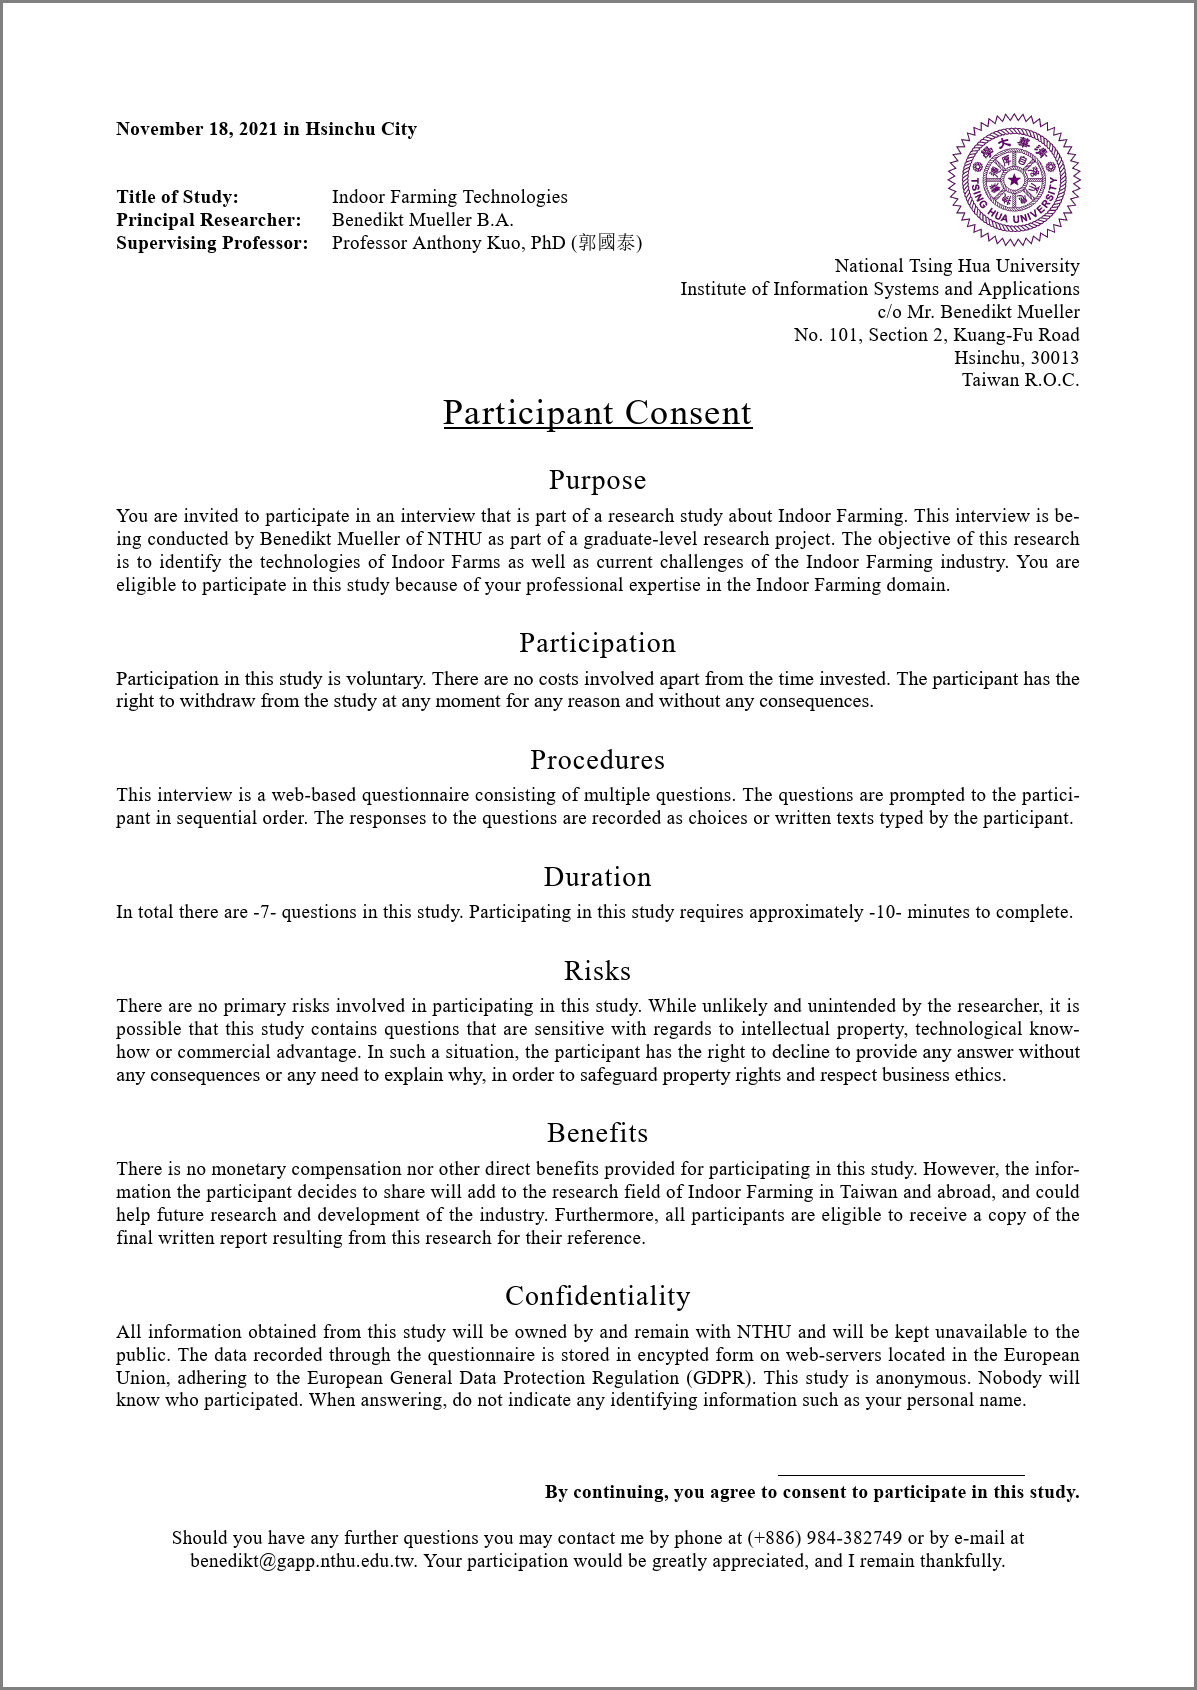 November 18, 2021 in Hsinchu City
Title of Study: Indoor Farming Technologies
Principal Researcher: Benedikt Mueller B.A.
Supervising Professor: Professor Anthony Kuo, PhD (郭國泰)
TSING HUA UNIVERSITY
National Tsing Hua University
Institute of Information Systems and Applications
c/o Mr. Benedikt Mueller
No. 101, Section 2, Kuang-Fu Road
Hsinchu, 30013
Taiwan R.O.C.
Participant Consent
Purpose
You are invited to participate in an interview that is part of a research study about Indoor Farming. This interview is be-
ing conducted by Benedikt Mueller of NTHU as part of a graduate-level research project. The objective of this research
is to identify the technologies of Indoor Farms as well as current challenges of the Indoor Farming industry. You are
eligible to participate in this study because of your professional expertise in the Indoor Farming domain.
Participation
Participation in this study is voluntary. There are no costs involved apart from the time invested. The participant has the
right to withdraw from the study at any moment for any reason and without any consequences.
Procedures
This interview is a web-based questionnaire consisting of multiple questions. The questions are prompted to the partici-
pant in sequential order. The responses to the questions are recorded as choices or written texts typed by the participant.
Duration
In total there are -7- questions in this study. Participating in this study requires approximately -10- minutes to complete.
Risks
There are no primary risks involved in participating in this study. While unlikely and unintended by the researcher, it is
possible that this study contains questions that are sensitive with regards to intellectual property, technological know-
how or commercial advantage. In such a situation, the participant has the right to decline to provide any answer without
any consequences or any need to explain why, in order to safeguard property rights and respect business ethics.
Benefits
There is no monetary compensation nor other direct benefits provided for participating in this study. However, the infor-
mation the participant decides to share will add to the research field of Indoor Farming in Taiwan and abroad, and could
help future research and development of the industry. Furthermore, all participants are eligible to receive a copy of the
final written report resulting from this research for their reference.
Confidentiality
All information obtained from this study will be owned by and remain with NTHU and will be kept unavailable to the
public. The data recorded through the questionnaire is stored in encypted form on web-servers located in the European
Union, adhering to the European General Data Protection Regulation (GDPR). This study is anonymous. Nobody will
know who participated. When answering, do not indicate any identifying information such as your personal name.
By continuing, you agree to consent to participate in this study.
Should you have any further questions you may contact me by phone at (+886) 984-382749 or by e-mail at
benedikt@gapp.nthu.edu.tw. Your participation would be greatly appreciated, and I remain thankfully.